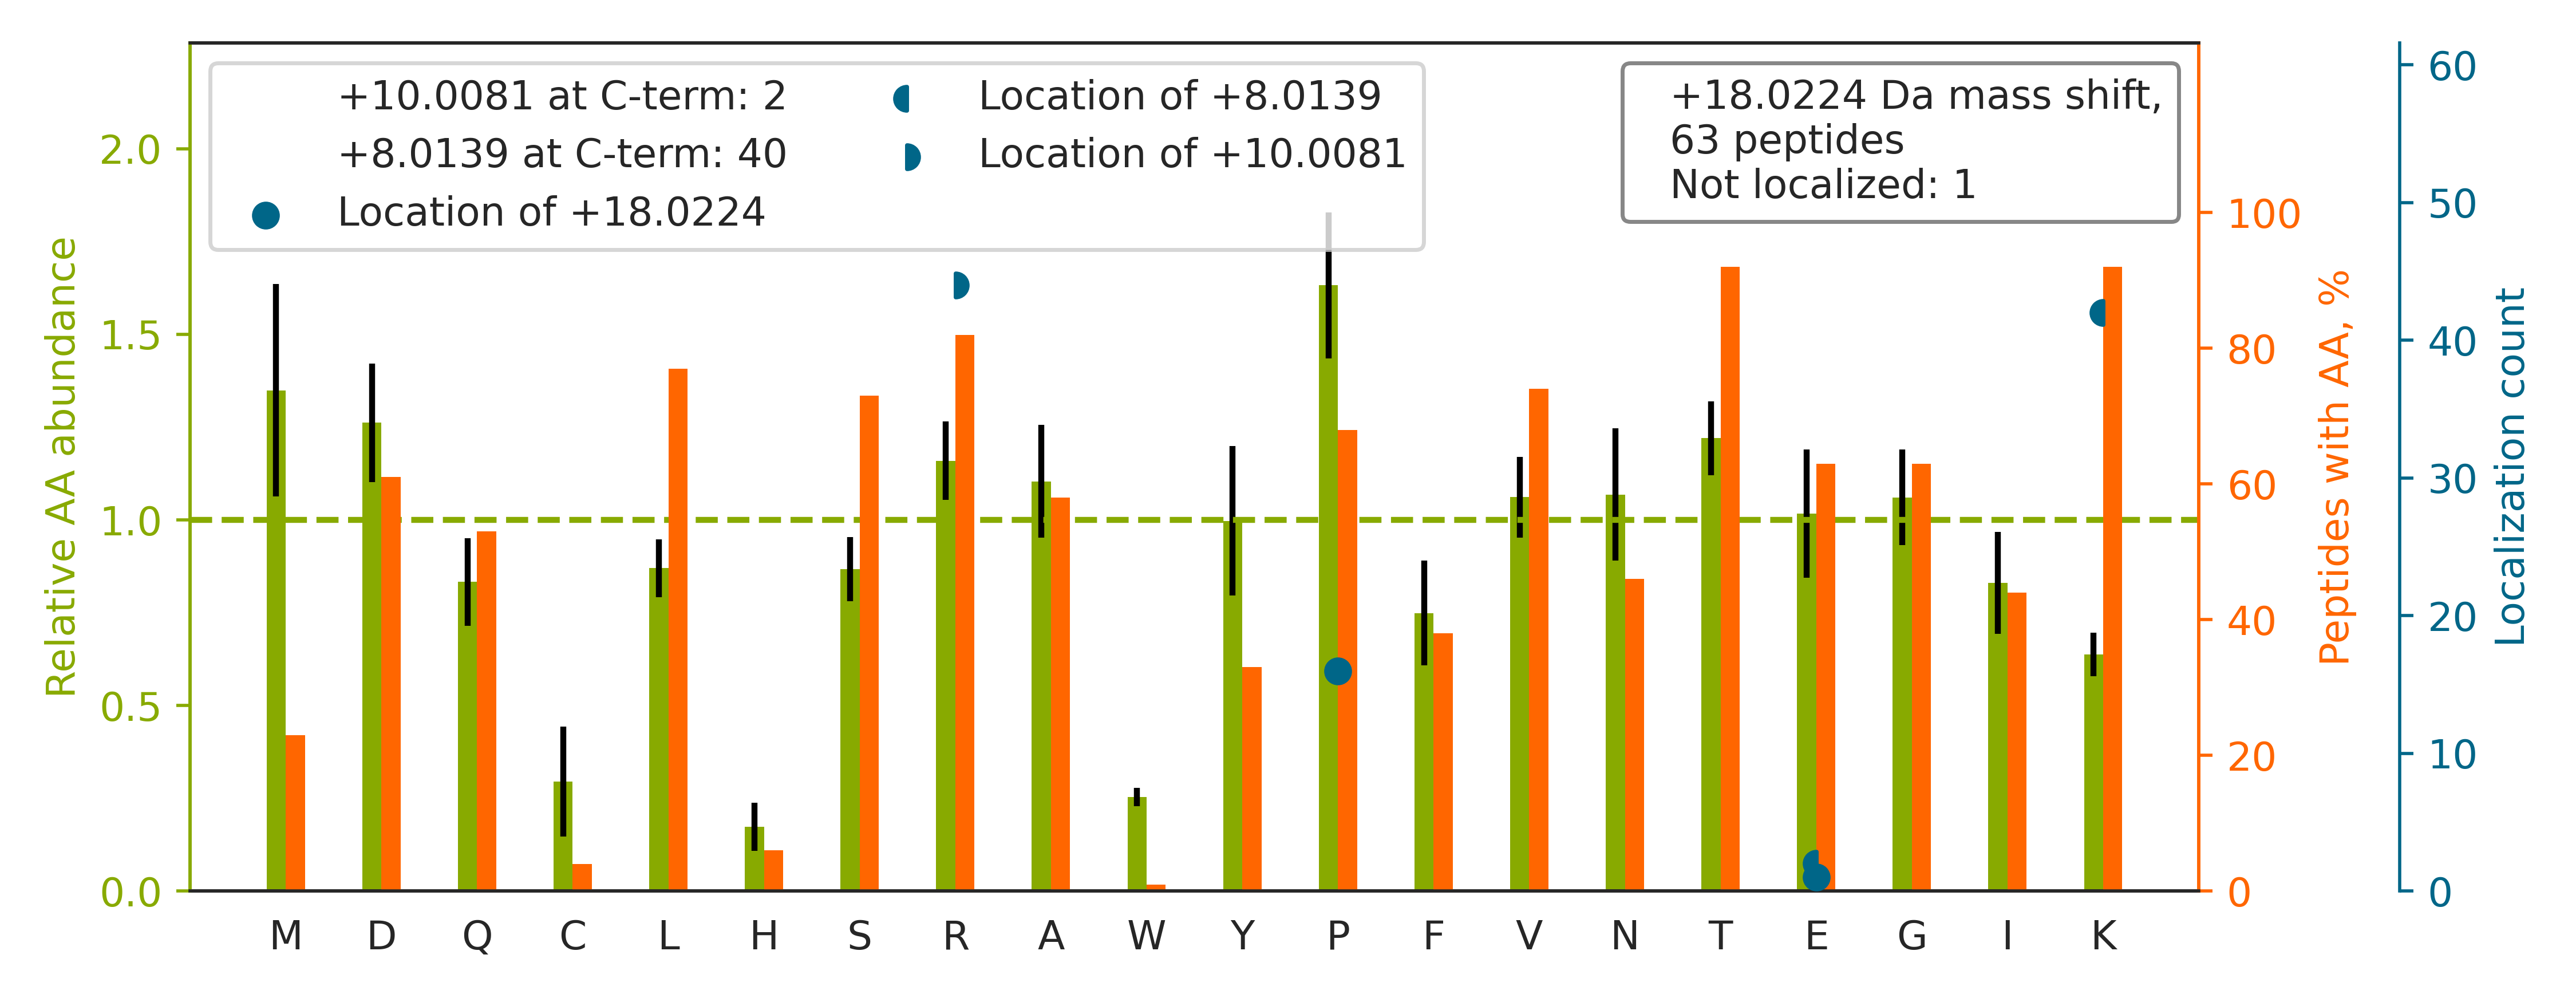 +10.0081 at C-term: 2
+8.0139 at C-term: 40
Location of +18.0224
Location of +8.0139
Location of +10.0081
+18.0224 Da mass shift,
63 peptides
Not localized: 1
Relative AA abundance
2.0
1.5
1.0
0.5
0.0
100
80
60
40
20
0
Peptides with AA, %
60
50
40
30
20
10
0
Localization count
M D Q C L H S R A W Y P F V N T E G I K